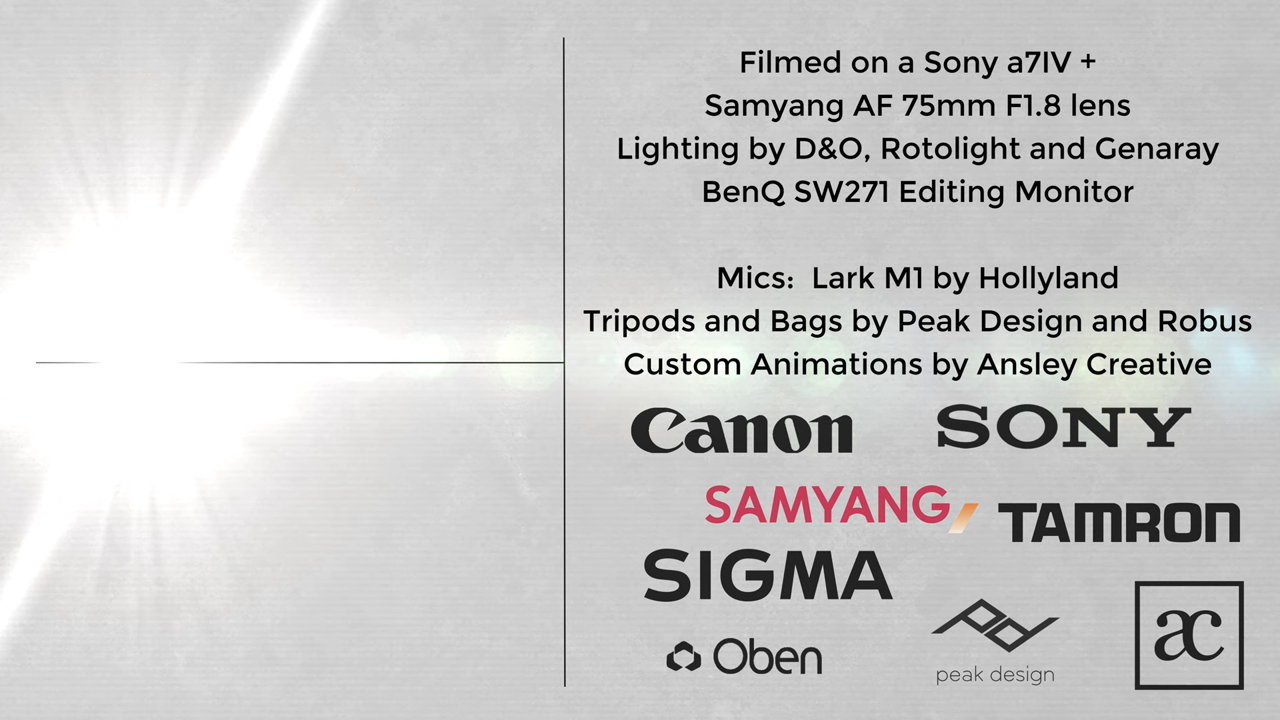 Filmed on a Sony a7IV +
Samyang AF 75mm F1.8 lens
Lighting by D&O, Rotolight and Genaray
BenQ SW271 Editing Monitor
Mics: Lark M1 by Hollyland
Tripods and Bags by Peak Design and Robus
Custom Animations by Ansley Creative
Canon
SONY
SAMYANG
TAMRON
SIGMA
Oben
peak design
ac